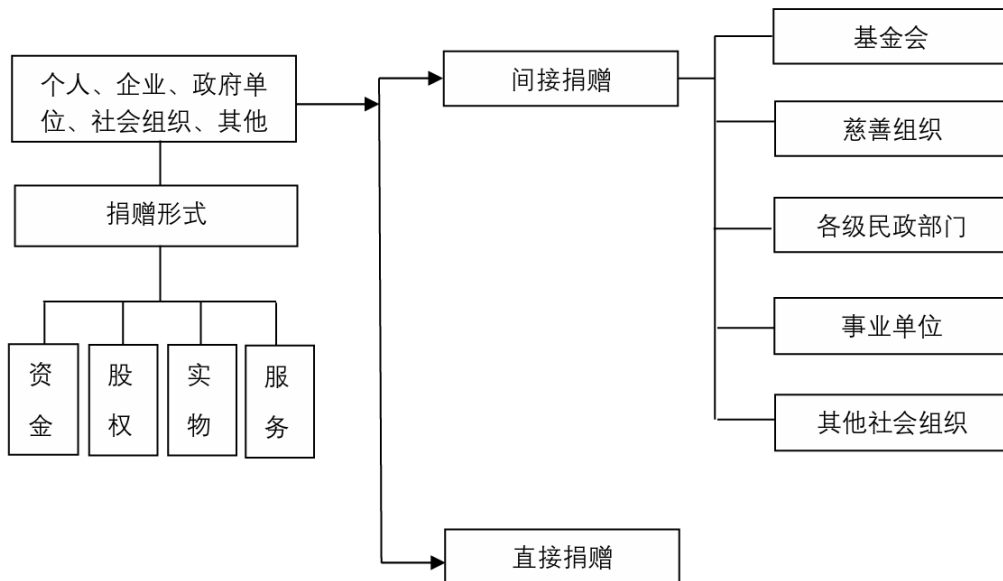 个人、企业、政府单
位、社会组织、其他
捐赠形式
资金
股权
实物
服务
间接捐赠
直接捐赠
基金会
慈善组织
各级民政部门
事业单位
其他社会组织